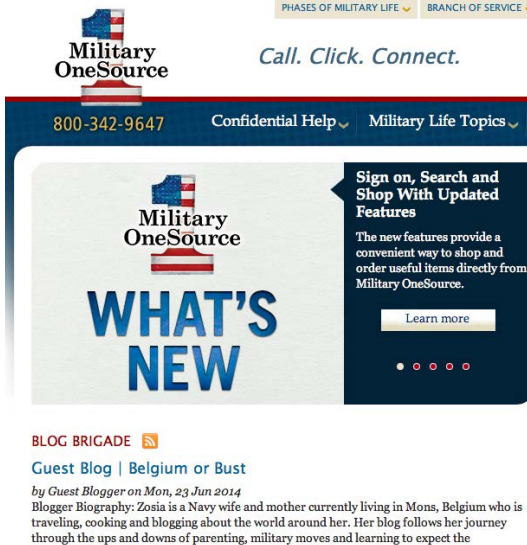 PHASES OF MILITARY LIFE BRANCH OF SERVICE
Military
OneSource
Call. Click. Connect.
800-342-9647 Confidential Help Military Life Topics
Military
OneSource
WHAT'S
NEW
Sign on, Search and
Shop With Updated
Features
The new features provide a
convenient way to shop and
order useful items directly from
Military OneSource.
Learn more
BLOG BRIGADE
Guest Blog | Belgium or Bust
by Guest Blogger on Mon, 23 Jun 2014
Blogger Biography: Zosia is a Navy wife and mother currently living in Mons, Belgium who is
traveling, cooking and blogging about the world around her. Her blog follows her journey
through the ups and downs of parenting, military moves and learning to expect the